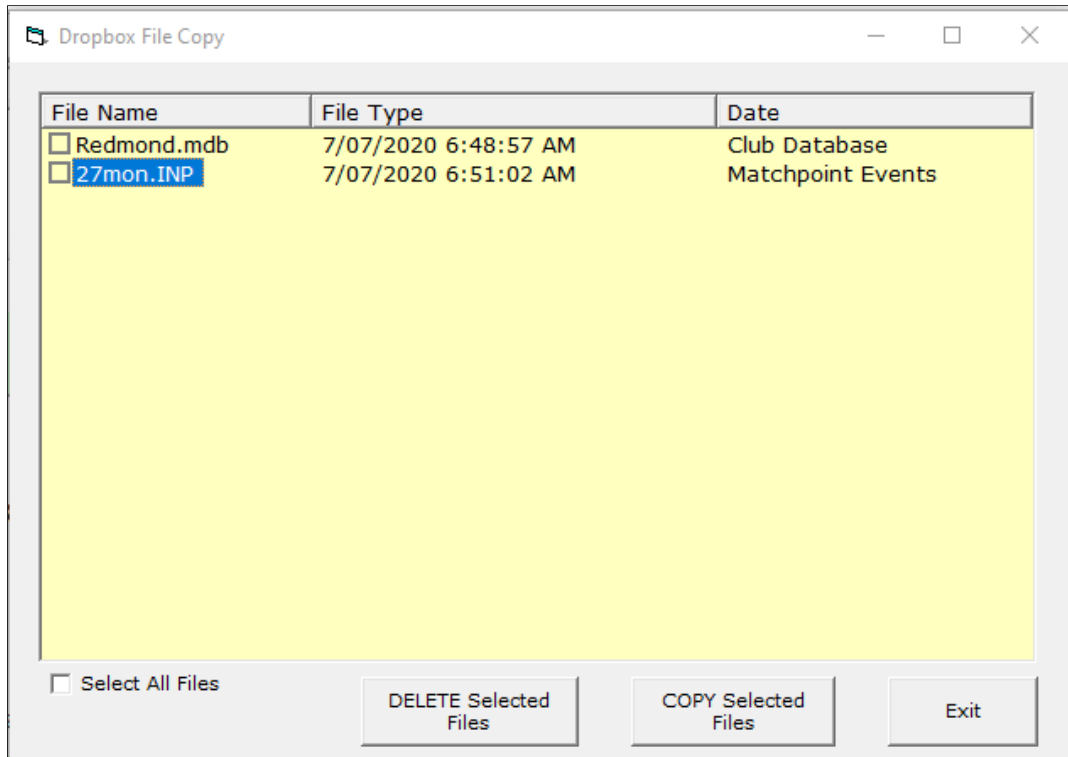 Dropbox File Copy
File Name File Type Date
Redmond.mdb 7/07/2020 6:48:57 AM Club Database
27mon.INP 7/07/2020 6:51:02 AM Matchpoint Events
Select All Files
DELETE Selected
Files
COPY Selected
Files
Exit